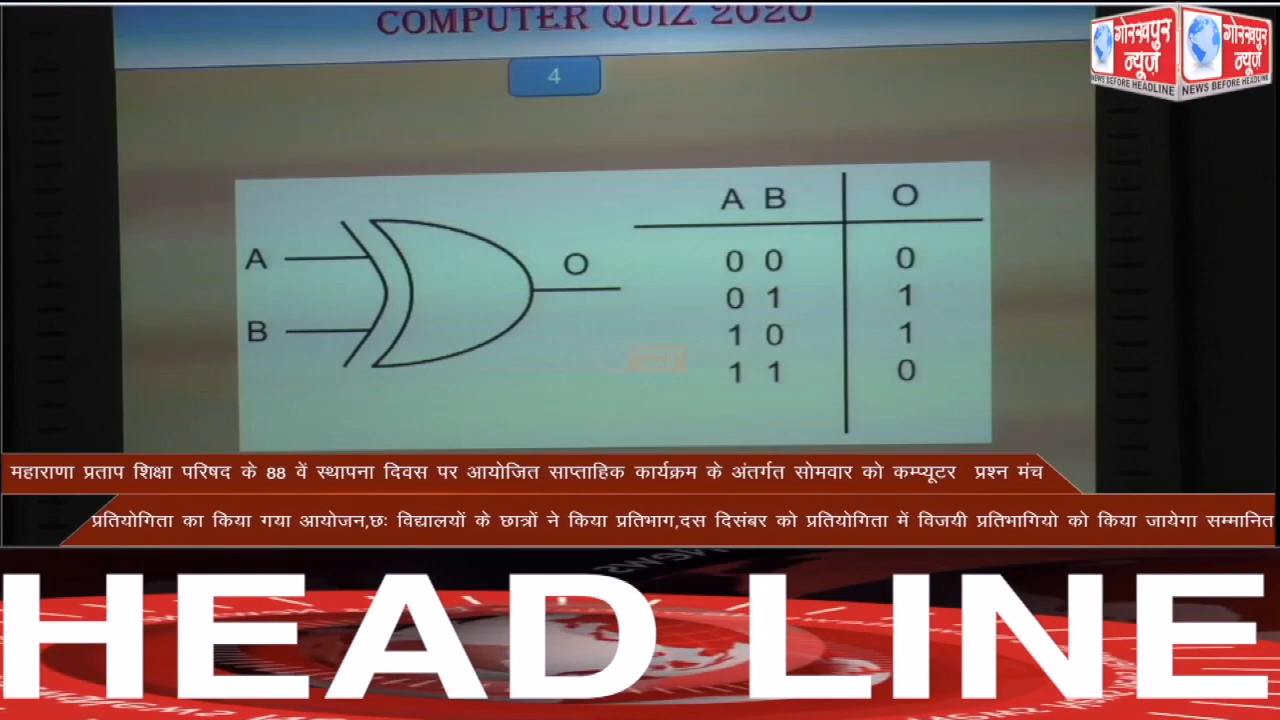 COMPUTER QUIZ 2020
4
गोरखपुर न्यूज़
NEWS BEFORE HEADLINE
गोरखपुर न्यूज़
NEWS BEFORE HEADLINE
A B O
A
B
O
0 0 0
0 1 1
1 0 1
1 1 0
महाराणा प्रताप शिक्षा परिषद के 88 वें स्थापना दिवस पर आयोजित साप्ताहिक कार्यक्रम के अंतर्गत सोमवार को कम्प्यूटर प्रश्न मंच
प्रतियोगिता का किया गया आयोजन,छः विद्यालयों के छात्रों ने किया प्रतिभाग,दस दिसंबर को प्रतियोगिता में विजयी प्रतिभागियो को किया जायेगा सम्मानित
HEAD LINE